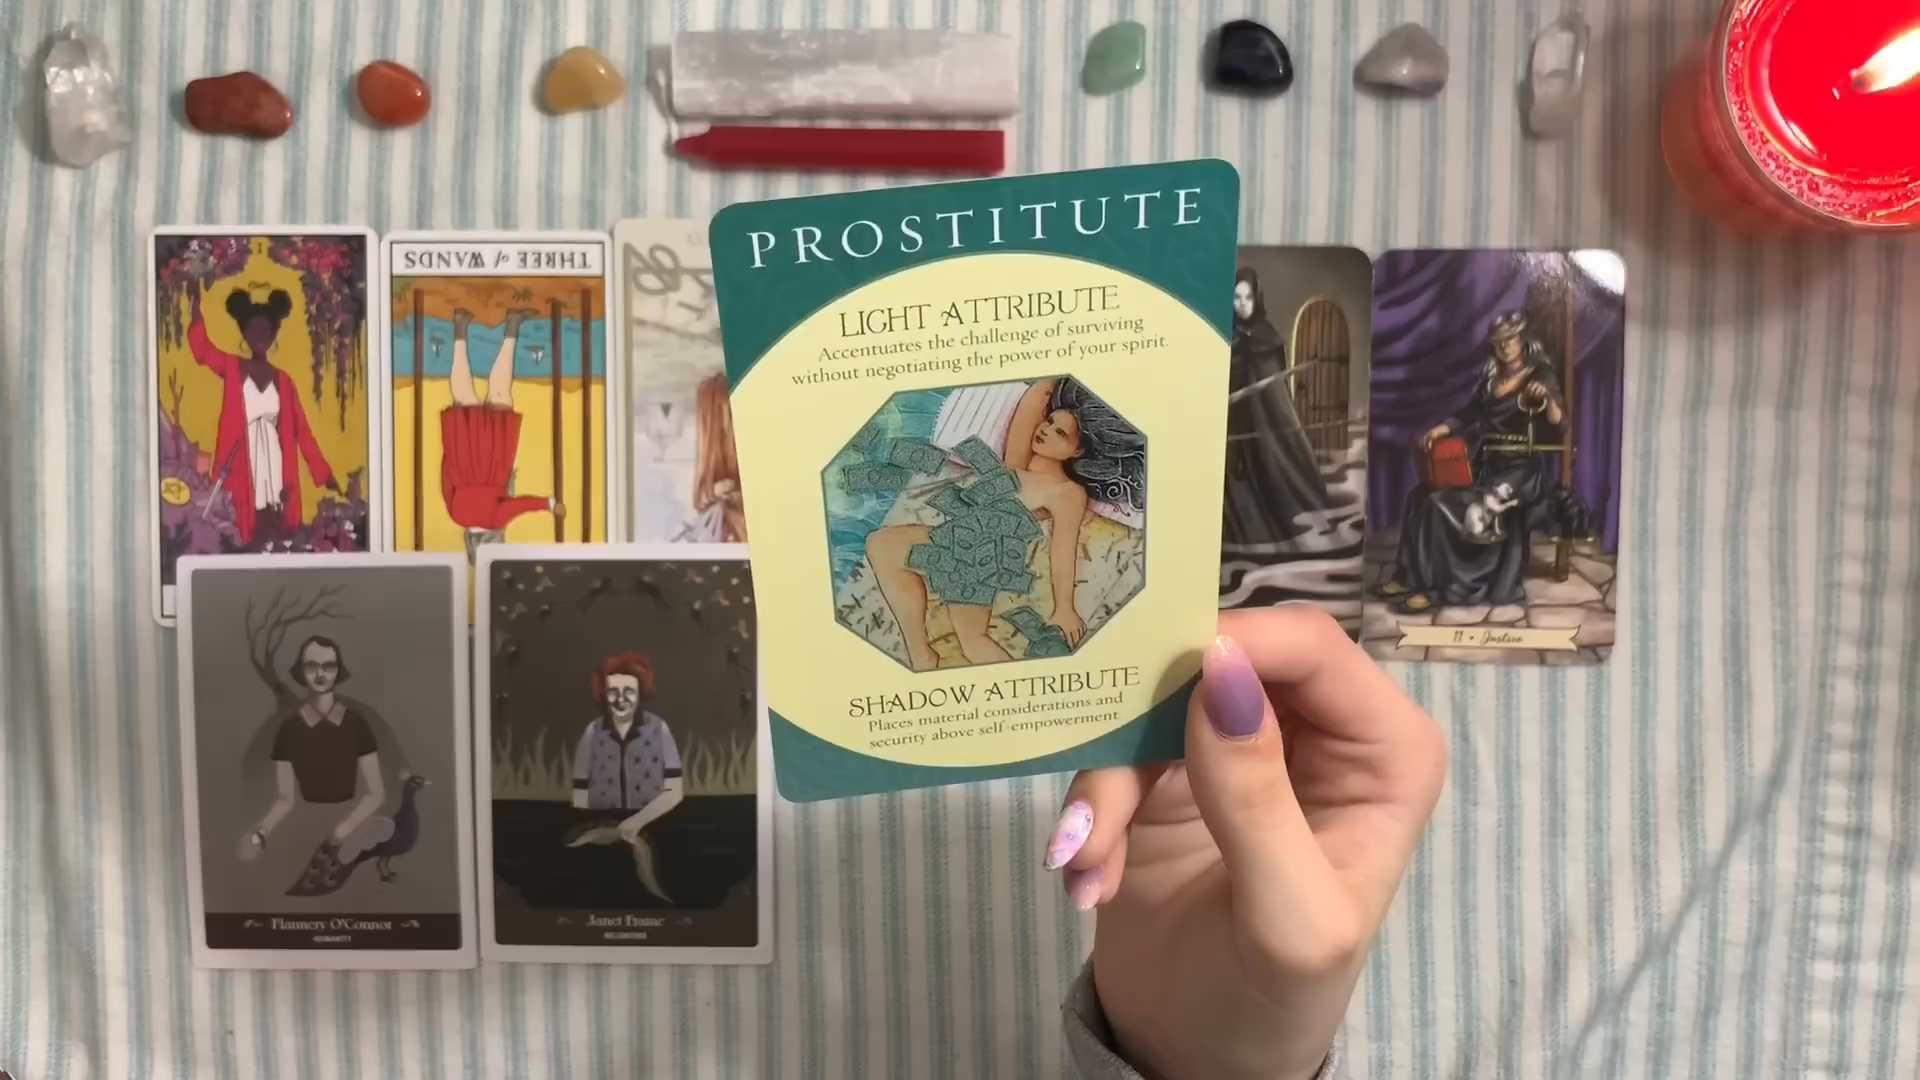 PROSTITUTE
LIGHT ATTRIBUTE
Accentuates the challenge of surviving
without negotiating the power of your spirit.
SHADOW ATTRIBUTE
Places material considerations and
security above self-empowerment.
I
THREE of WANDS
11 • Justice
Flannery O'Connor
HUMANITY
Janet Frame